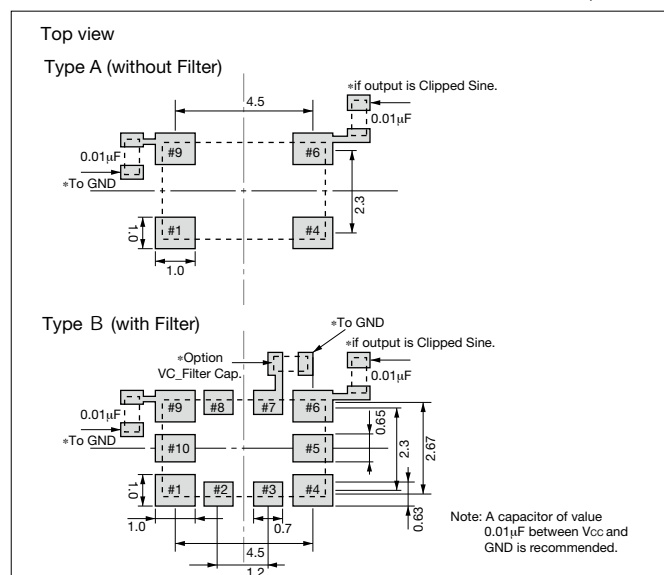 Top view
Type A (without Filter)
4.5
*if output is Clipped Sine.
0.01µF
#9
#6
0.01µF
*To GND
2.3
1.0
#1
#4
1.0
Type B (with Filter)
*To GND
*Option
VC_Filter Cap.
*if output is Clipped Sine.
0.01µF
0.01µF
#9
#8
#7
#6
*To GND
#10
#5
0.65
2.3
2.67
1.0
#1
#2
#3
#4
1.0
0.7
0.63
4.5
1.2
Note: A capacitor of value
0.01µF between Vcc and
GND is recommended.